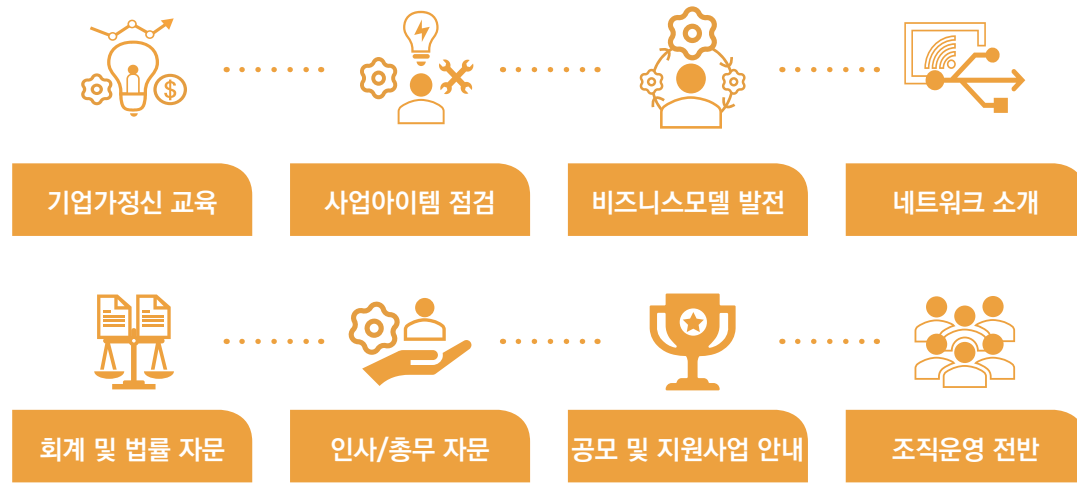 기업가정신 교육
사업아이템 점검
비즈니스모델 발전
네트워크 소개
회계 및 법률 자문
인사/총무 자문
공모 및 지원사업 안내
조직운영 전반